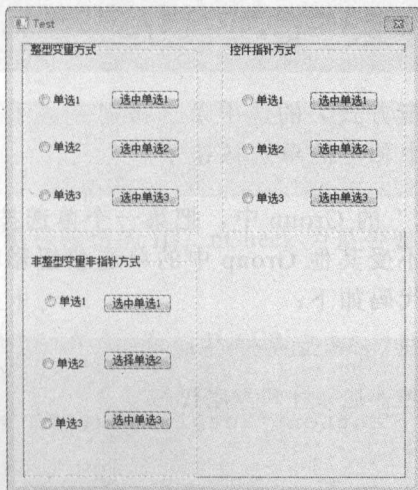 Test
整型变量方式 控件指针方式
单选1 选中单选1 单选1 选中单选1
单选2 选中单选2 单选2 选中单选2
单选3 选中单选3 单选3 选中单选3
非整型变量非指针方式
单选1 选中单选1
单选2 选择单选2
单选3 选中单选3